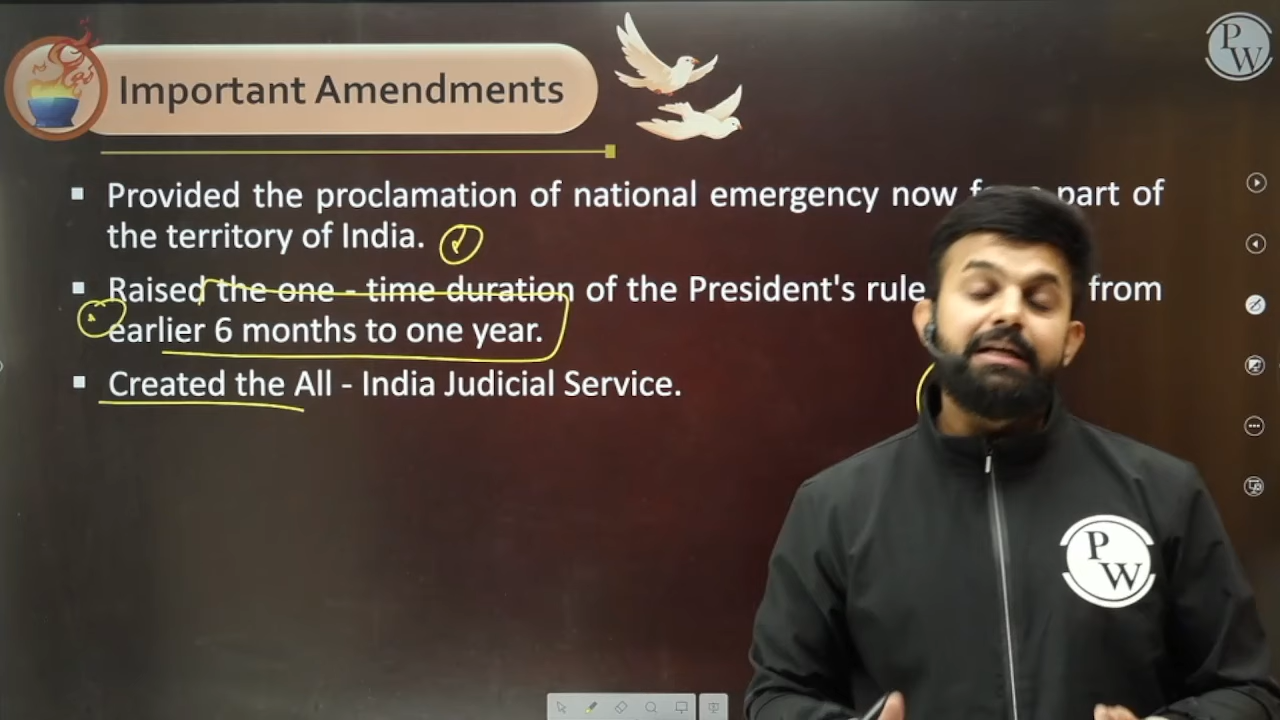 Important Amendments
PW
Provided the proclamation of national emergency now part of
the territory of India.
Raised the one - time duration of the President's rule from
earlier 6 months to one year.
Created the All - India Judicial Service.
PW